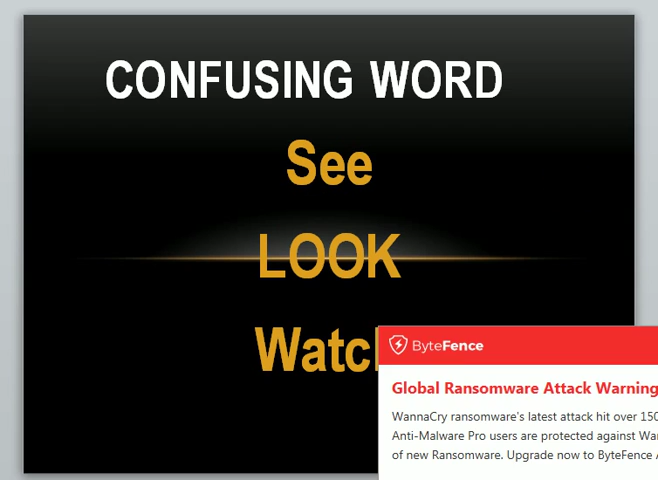 CONFUSING WORD
See
LOOK
ByteFence
Global Ransomware Attack Warning
WannaCry ransomware's latest attack hit over 150
Anti-Malware Pro users are protected against
of new Ransomware. Upgrade now to ByteFence